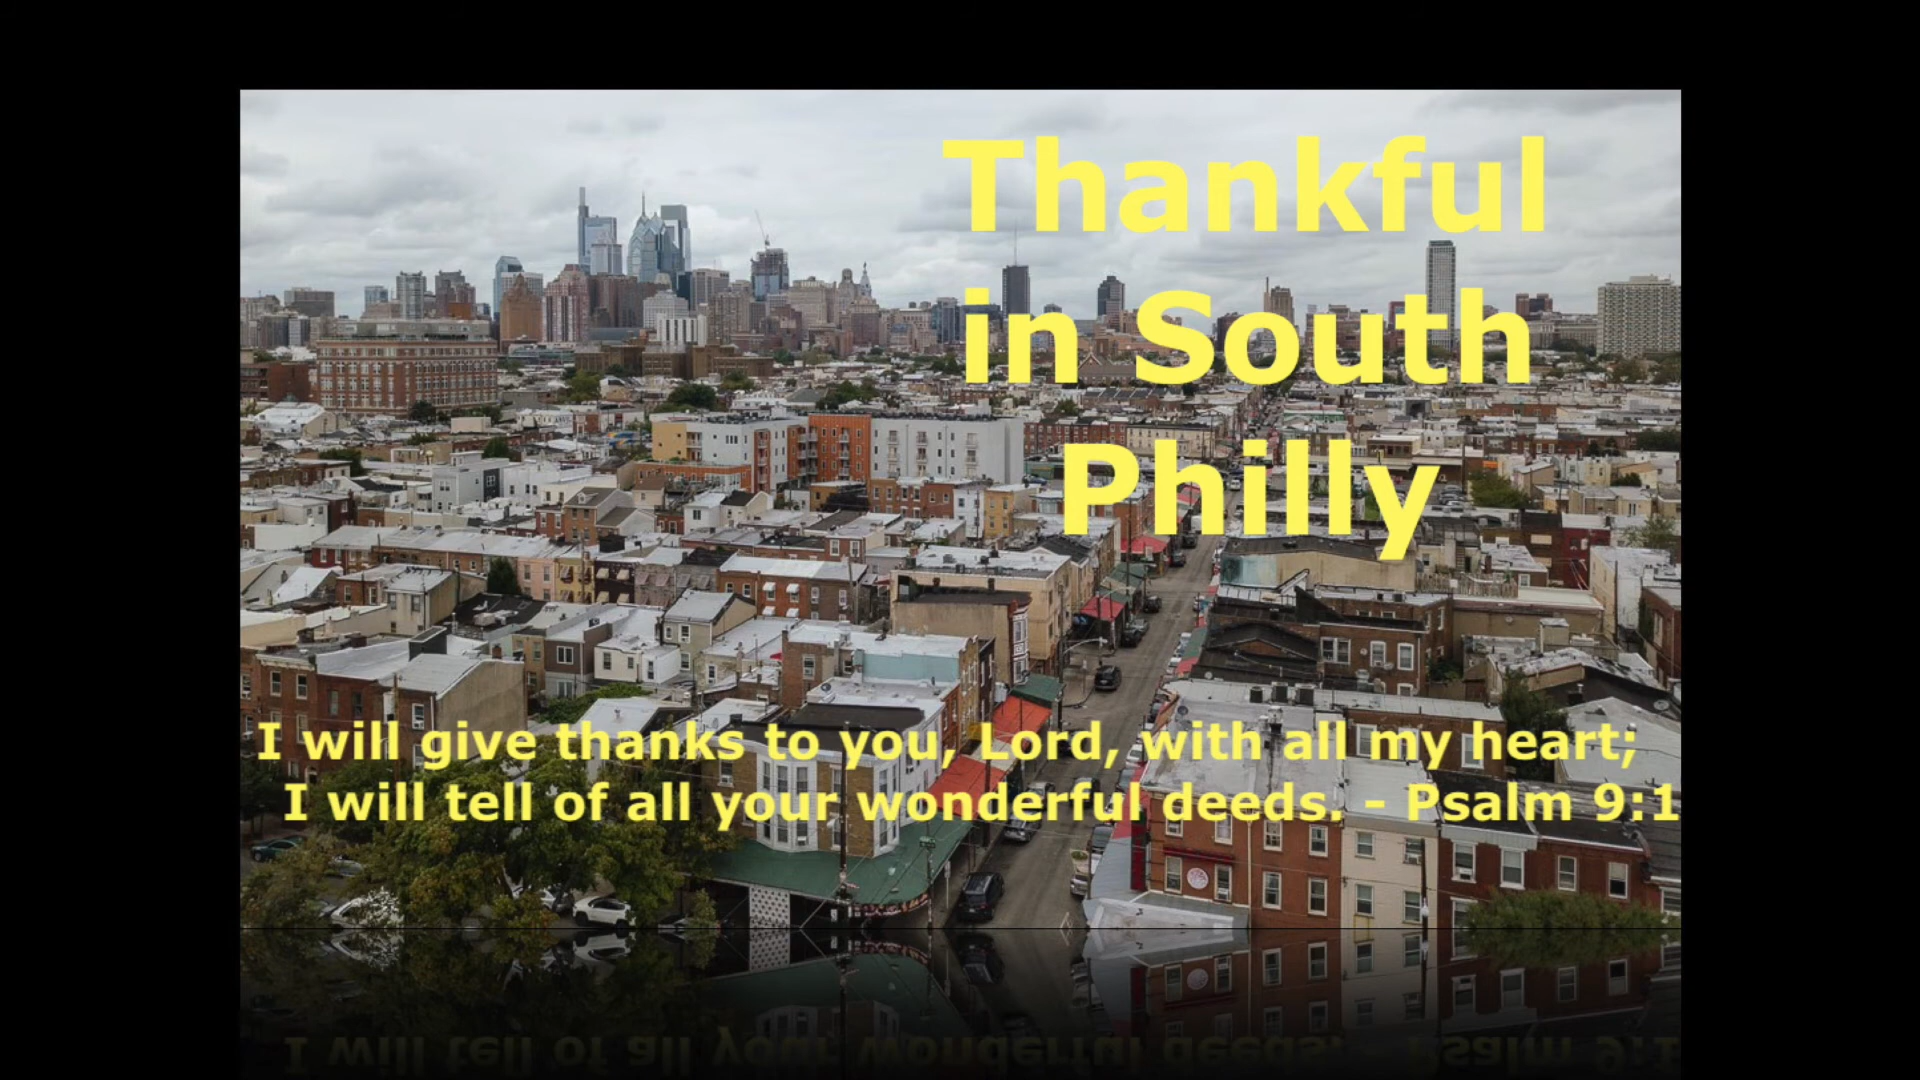 Thankful
in South
Philly
I will give thanks to you, Lord, with all my heart;
I will tell of all your wonderful deeds. - Psalm 9:1